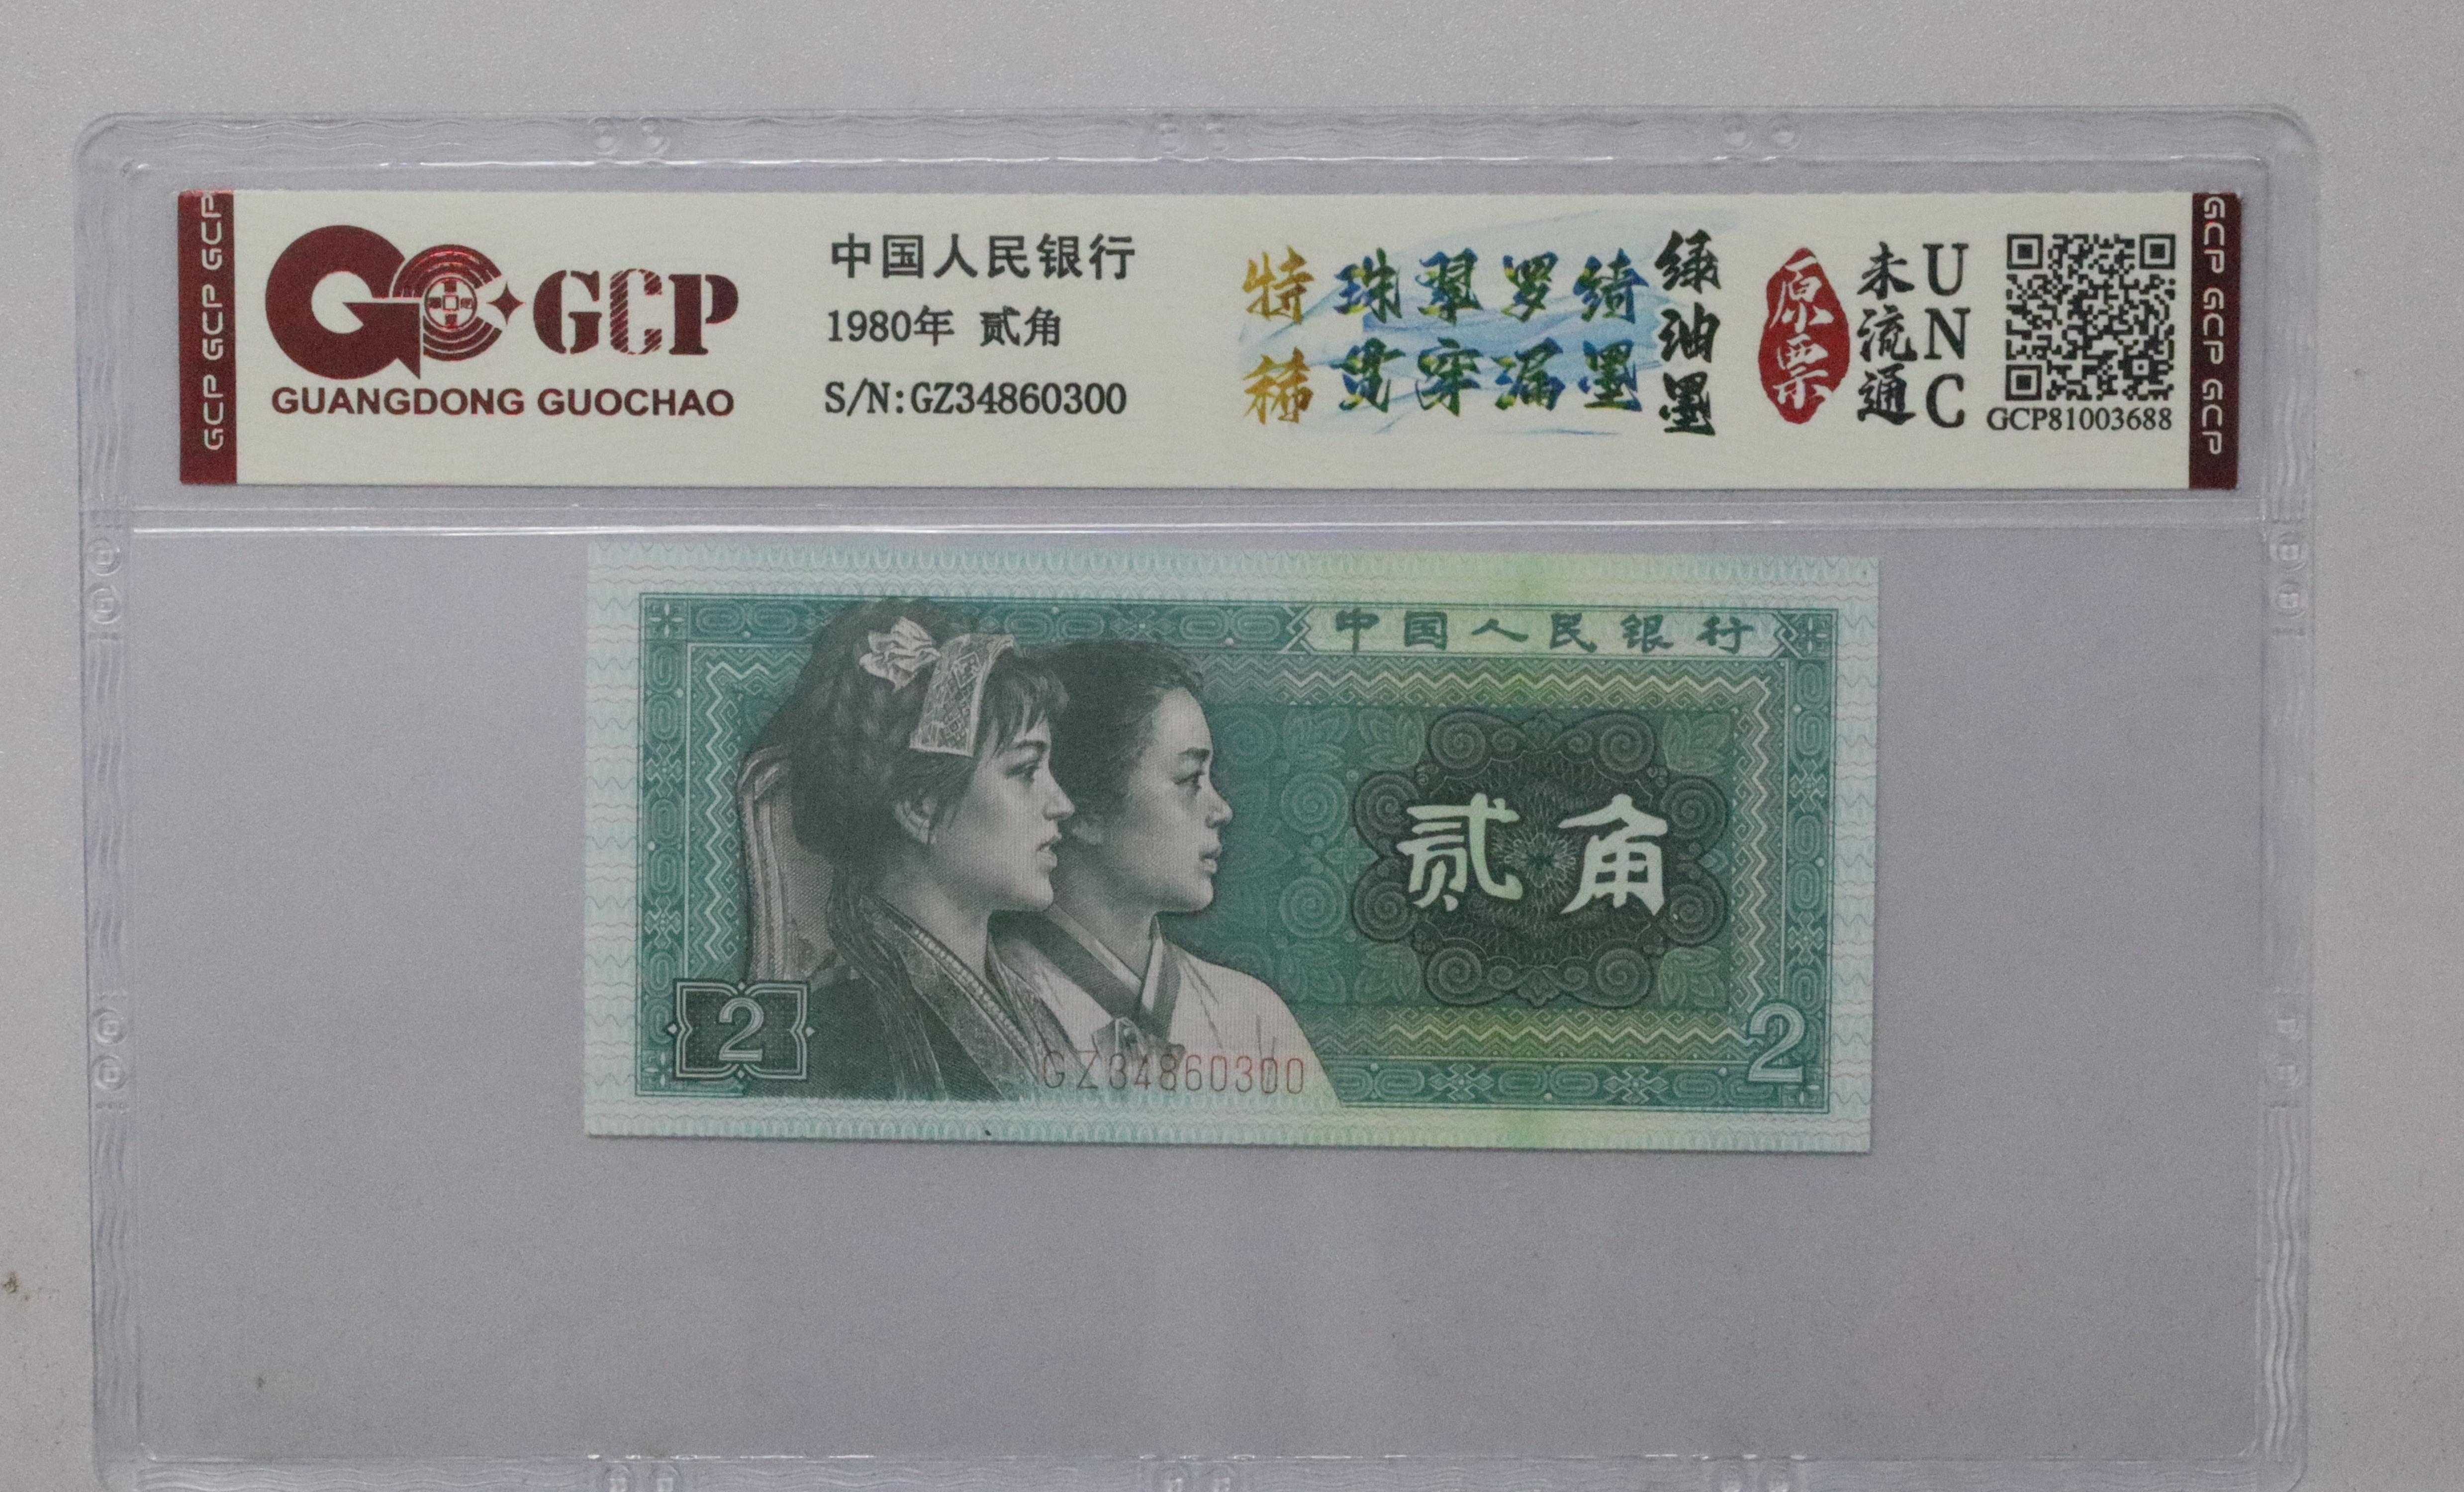 GCP GCP GCP
GCP
GUANGDONG GUOCHAO
中国人民银行
1980年 贰角
S/N:GZ34860300
特稀
珠翠罗绮
贯穿漏墨
绿油墨
原票
未流通
UNC
GCP81003688
GCP GCP GCP
中国人民银行
贰角
2
2
GZ34860300